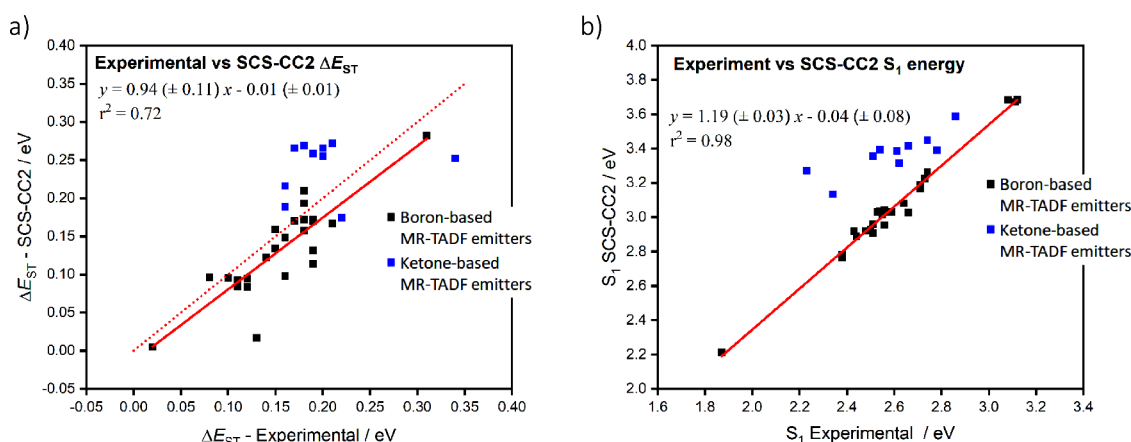 a)
Experimental vs SCS-CC2 ΔE_ST
y = 0.94 (± 0.11) x - 0.01 (± 0.01)
r² = 0.72
ΔE_ST - SCS-CC2 / eV
0.40
0.35
0.30
0.25
0.20
0.15
0.10
0.05
0.00
-0.05
Boron-based
MR-TADF emitters
Ketone-based
MR-TADF emitters
0.00 0.05 0.10 0.15 0.20 0.25 0.30 0.35 0.40
ΔE_ST - Experimental / eV
b)
Experiment vs SCS-CC2 S₁ energy
y = 1.19 (± 0.03) x - 0.04 (± 0.08)
r² = 0.98
S₁ SCS-CC2 / eV
4.0
3.8
3.6
3.4
3.2
3.0
2.8
2.6
2.4
2.2
2.0
Boron-based
MR-TADF emitters
Ketone-based
MR-TADF emitters
1.6 1.8 2.0 2.2 2.4 2.6 2.8 3.0 3.2 3.4
S₁ Experimental / eV